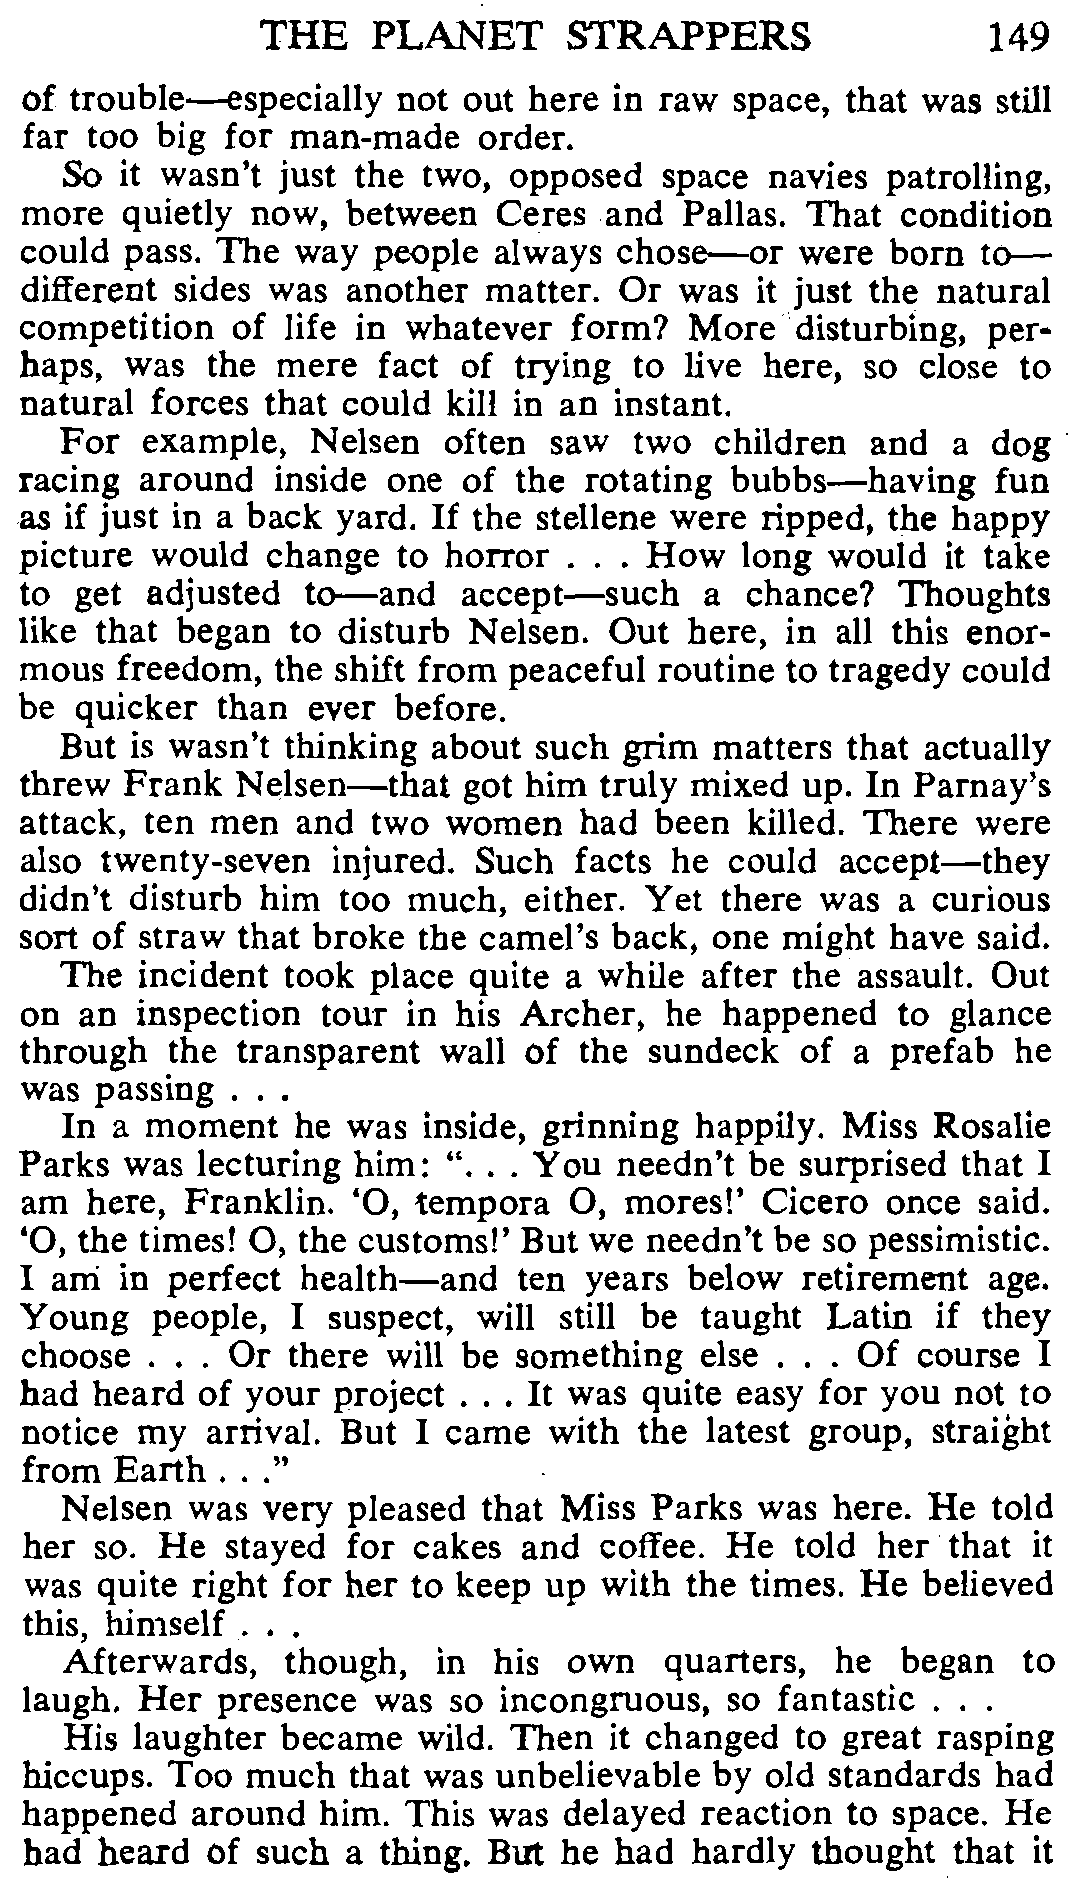 THE PLANET STRAPPERS 149
of trouble—especially not out here in raw space, that was still
far too big for man-made order.
So it wasn't just the two, opposed space navies patrolling,
more quietly now, between Ceres and Pallas. That condition
could pass. The way people always chose—or were born to—
different sides was another matter. Or was it just the natural
competition of life in whatever form? More disturbing, per-
haps, was the mere fact of trying to live here, so close to
natural forces that could kill in an instant.
For example, Nelsen often saw two children and a dog
racing around inside one of the rotating bubbs—having fun
as if just in a back yard. If the stellene were ripped, the happy
picture would change to horror . . . How long would it take
to get adjusted to—and accept—such a chance? Thoughts
like that began to disturb Nelsen. Out here, in all this enor-
mous freedom, the shift from peaceful routine to tragedy could
be quicker than ever before.
But is wasn't thinking about such grim matters that actually
threw Frank Nelsen—that got him truly mixed up. In Parnay's
attack, ten men and two women had been killed. There were
also twenty-seven injured. Such facts he could accept—they
didn't disturb him too much, either. Yet there was a curious
sort of straw that broke the camel's back, one might have said.
The incident took place quite a while after the assault. Out
on an inspection tour in his Archer, he happened to glance
through the transparent wall of the sundeck of a prefab he
was passing . . .
In a moment he was inside, grinning happily. Miss Rosalie
Parks was lecturing him: ". . . You needn't be surprised that I
am here, Franklin. 'O, tempora O, mores!' Cicero once said.
'O, the times! O, the customs!' But we needn't be so pessimistic.
I am in perfect health—and ten years below retirement age.
Young people, I suspect, will still be taught Latin if they
choose . . . Or there will be something else . . . Of course I
had heard of your project . . . It was quite easy for you not to
notice my arrival. But I came with the latest group, straight
from Earth . . ."
Nelsen was very pleased that Miss Parks was here. He told
her so. He stayed for cakes and coffee. He told her that it
was quite right for her to keep up with the times. He believed
this, himself . . .
Afterwards, though, in his own quarters, he began to
laugh. Her presence was so incongruous, so fantastic . . .
His laughter became wild. Then it changed to great rasping
hiccups. Too much that was unbelievable by old standards had
happened around him. This was delayed reaction to space. He
had heard of such a thing. But he had hardly thought that it